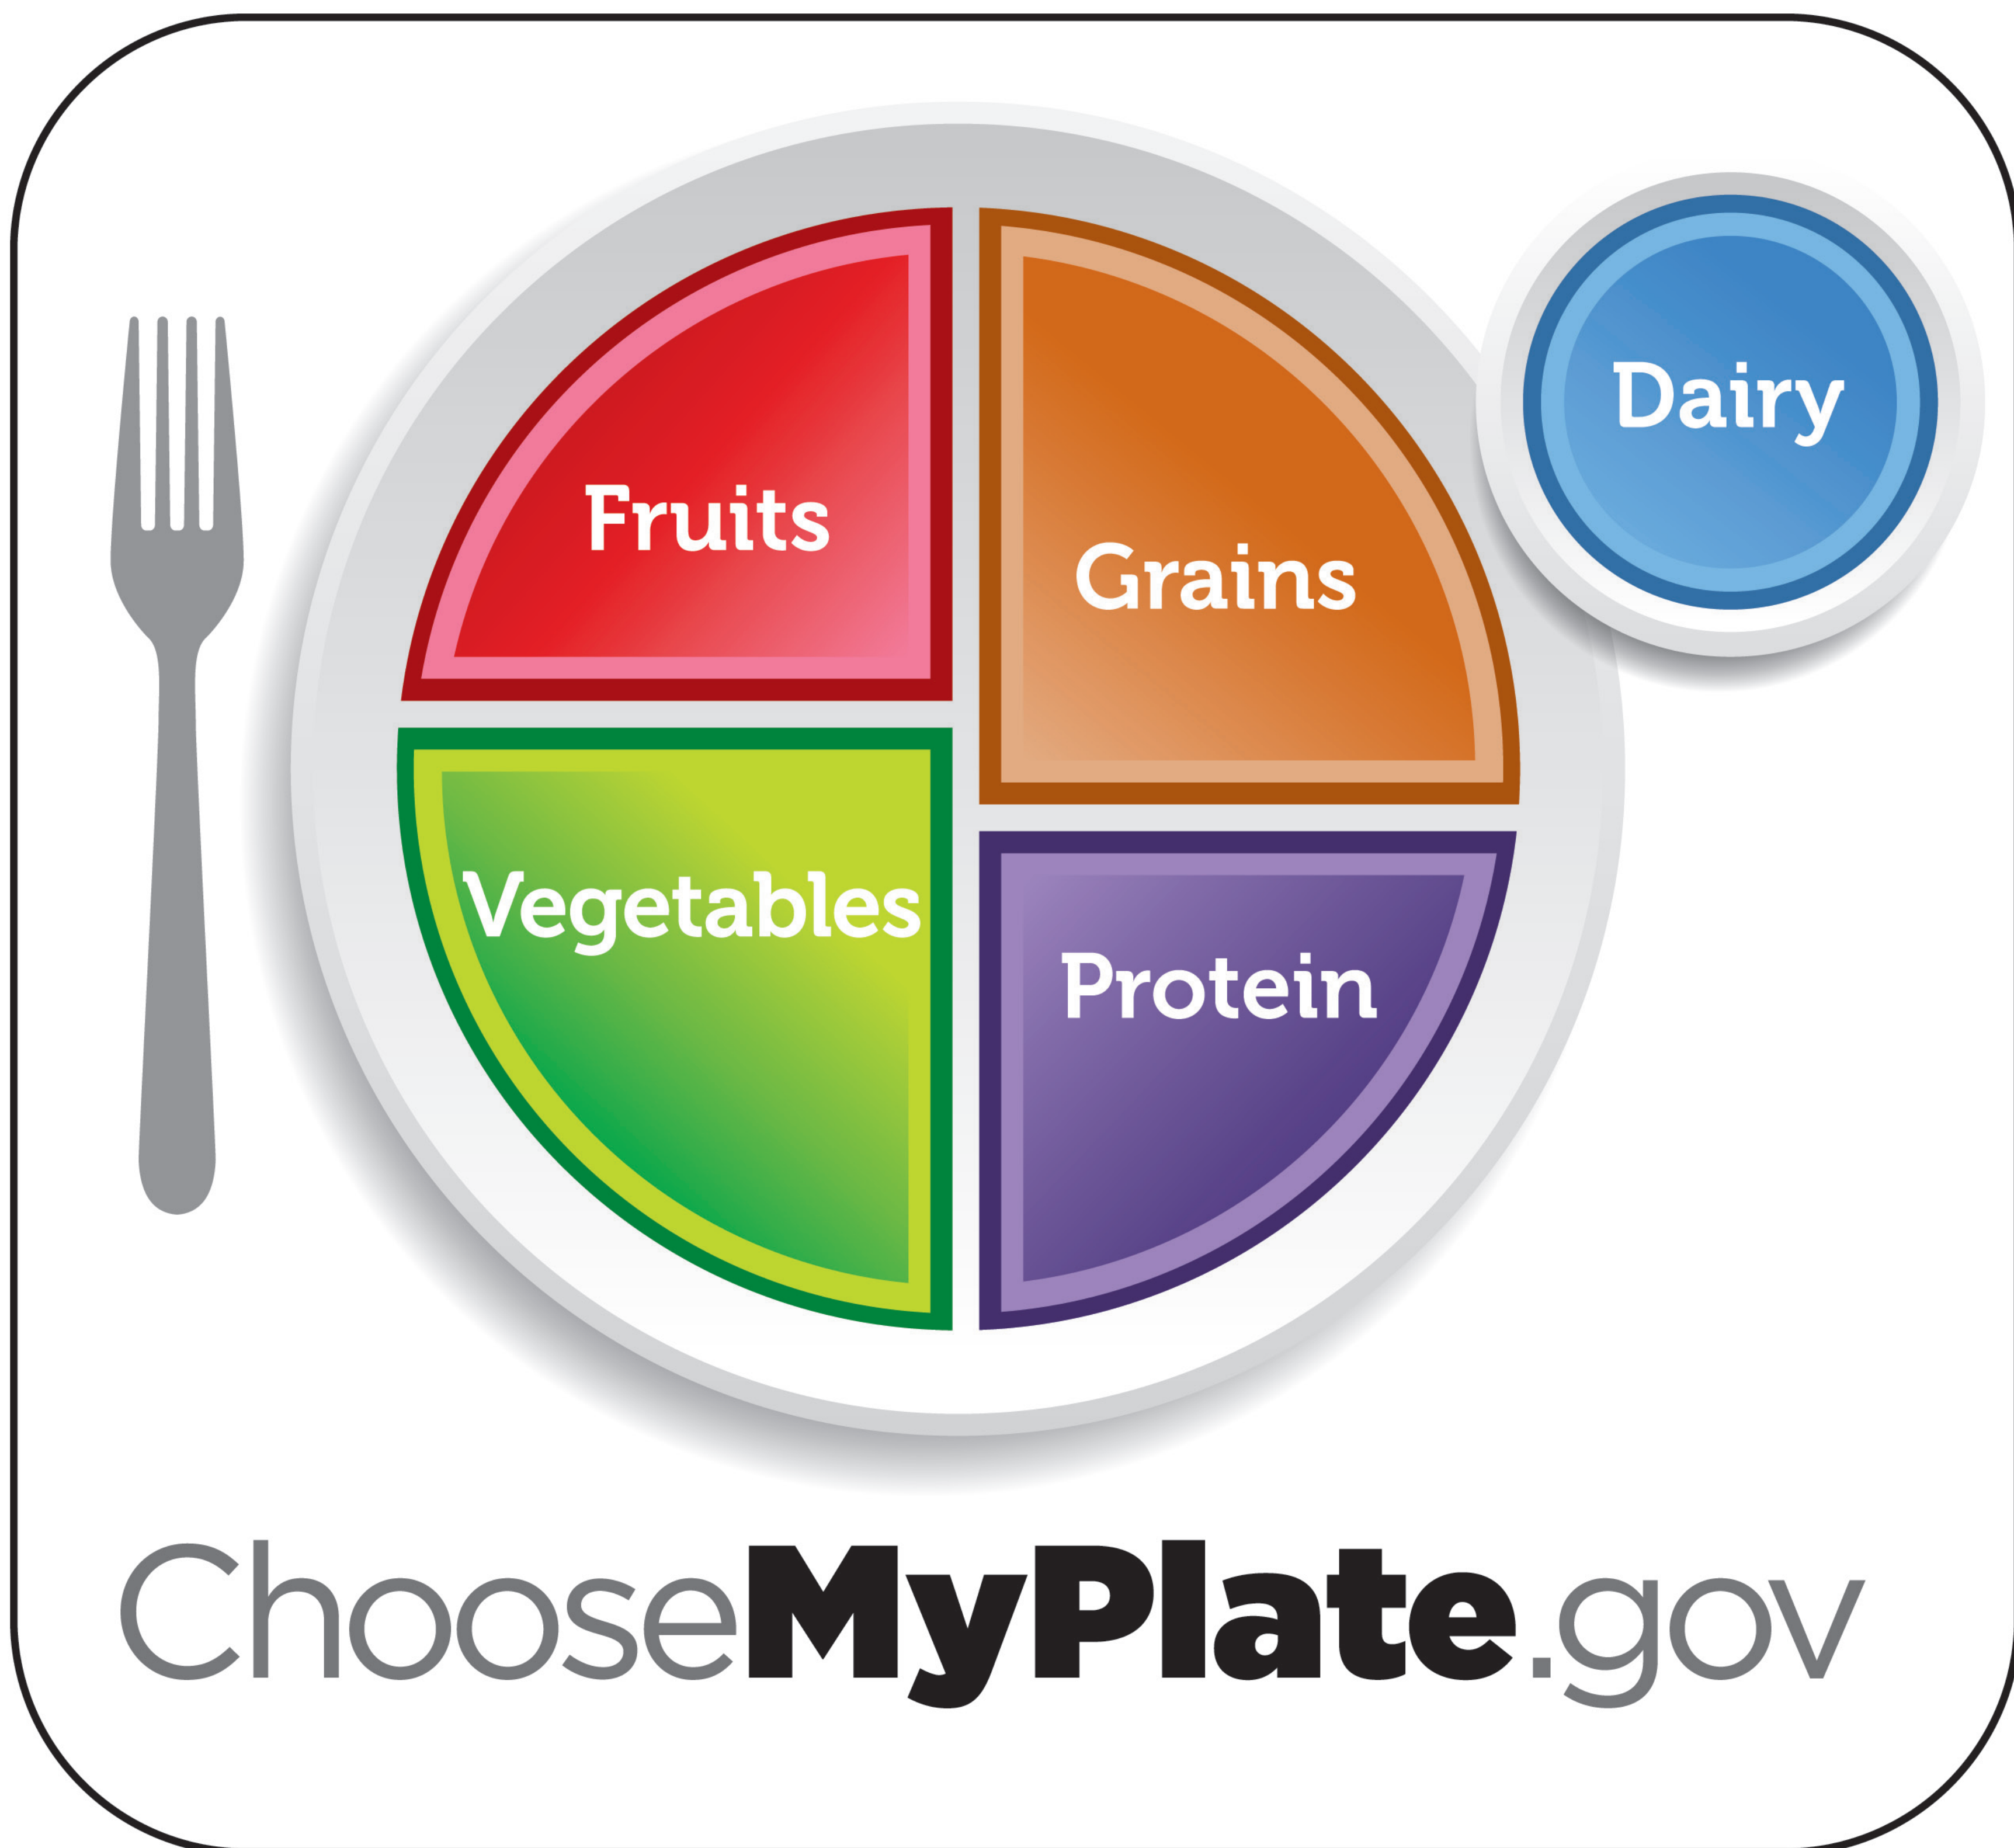 Fruits
Grains
Dairy
Vegetables
Protein
ChooseMyPlate.gov